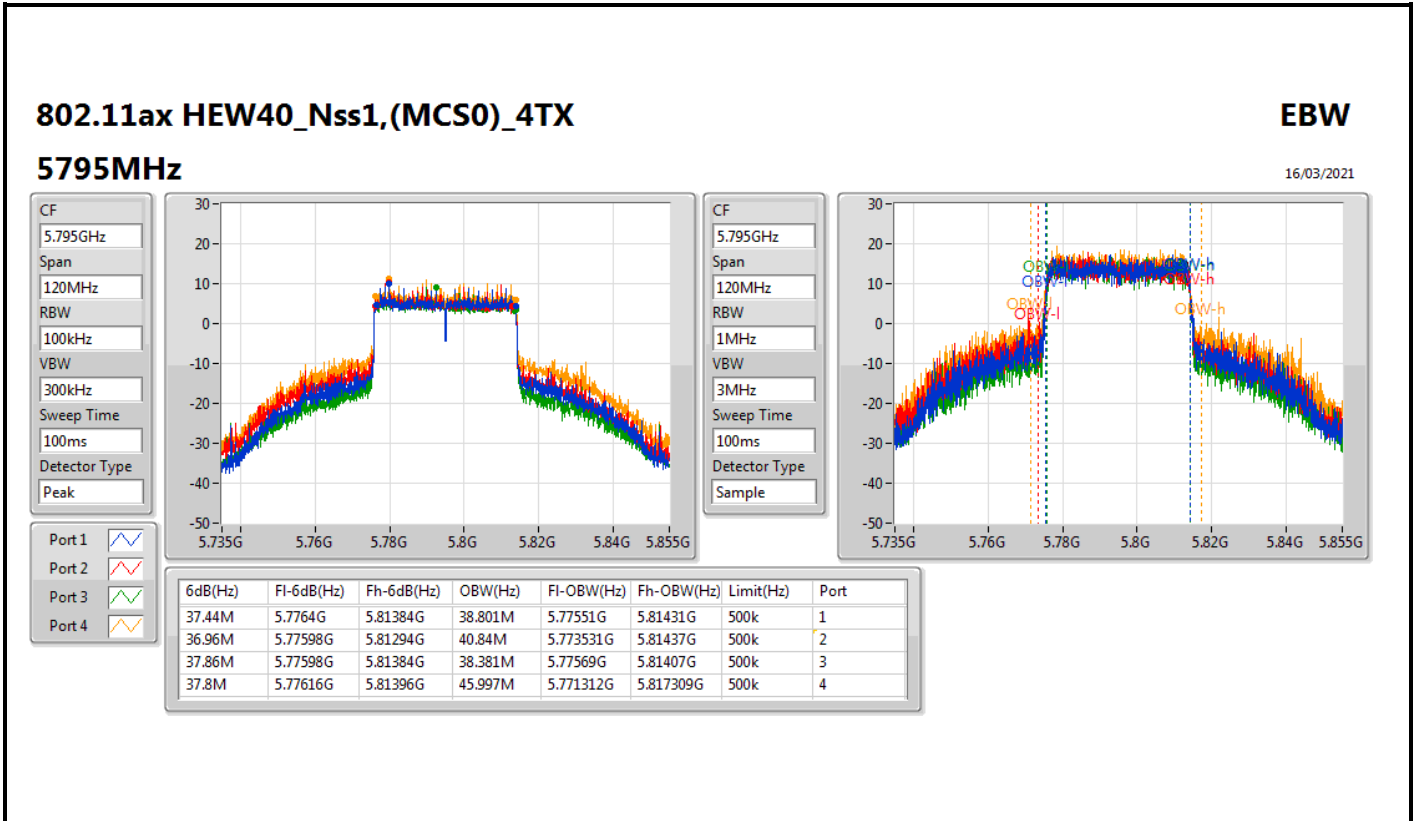 802.11ax HEW40_Nss1,(MCS0)_4TX
EBW
5795MHz
16/03/2021
CF
5.795GHz
Span
120MHz
RBW
100kHz
VBW
300kHz
Sweep Time
100ms
Detector Type
Peak
30
20
10
0
-10
-20
-30
-40
-50
5.735G 5.76G 5.78G 5.8G 5.82G 5.84G 5.855G
CF
5.795GHz
Span
120MHz
RBW
1MHz
VBW
3MHz
Sweep Time
100ms
Detector Type
Sample
30
20
10
0
-10
-20
-30
-40
-50
OBW-h
OBW-l
OBW-h
OBW-l
OBW-h
5.735G 5.76G 5.78G 5.8G 5.82G 5.84G 5.855G
Port 1
Port 2
Port 3
Port 4
6dB(Hz) Fl-6dB(Hz) Fh-6dB(Hz) OBW(Hz) Fl-OBW(Hz) Fh-OBW(Hz) Limit(Hz) Port
37.44M 5.7764G 5.81384G 38.801M 5.77551G 5.81431G 500k 1
36.96M 5.77598G 5.81294G 40.84M 5.773531G 5.81437G 500k 2
37.86M 5.77598G 5.81384G 38.381M 5.77569G 5.81407G 500k 3
37.8M 5.77616G 5.81396G 45.997M 5.771312G 5.817309G 500k 4